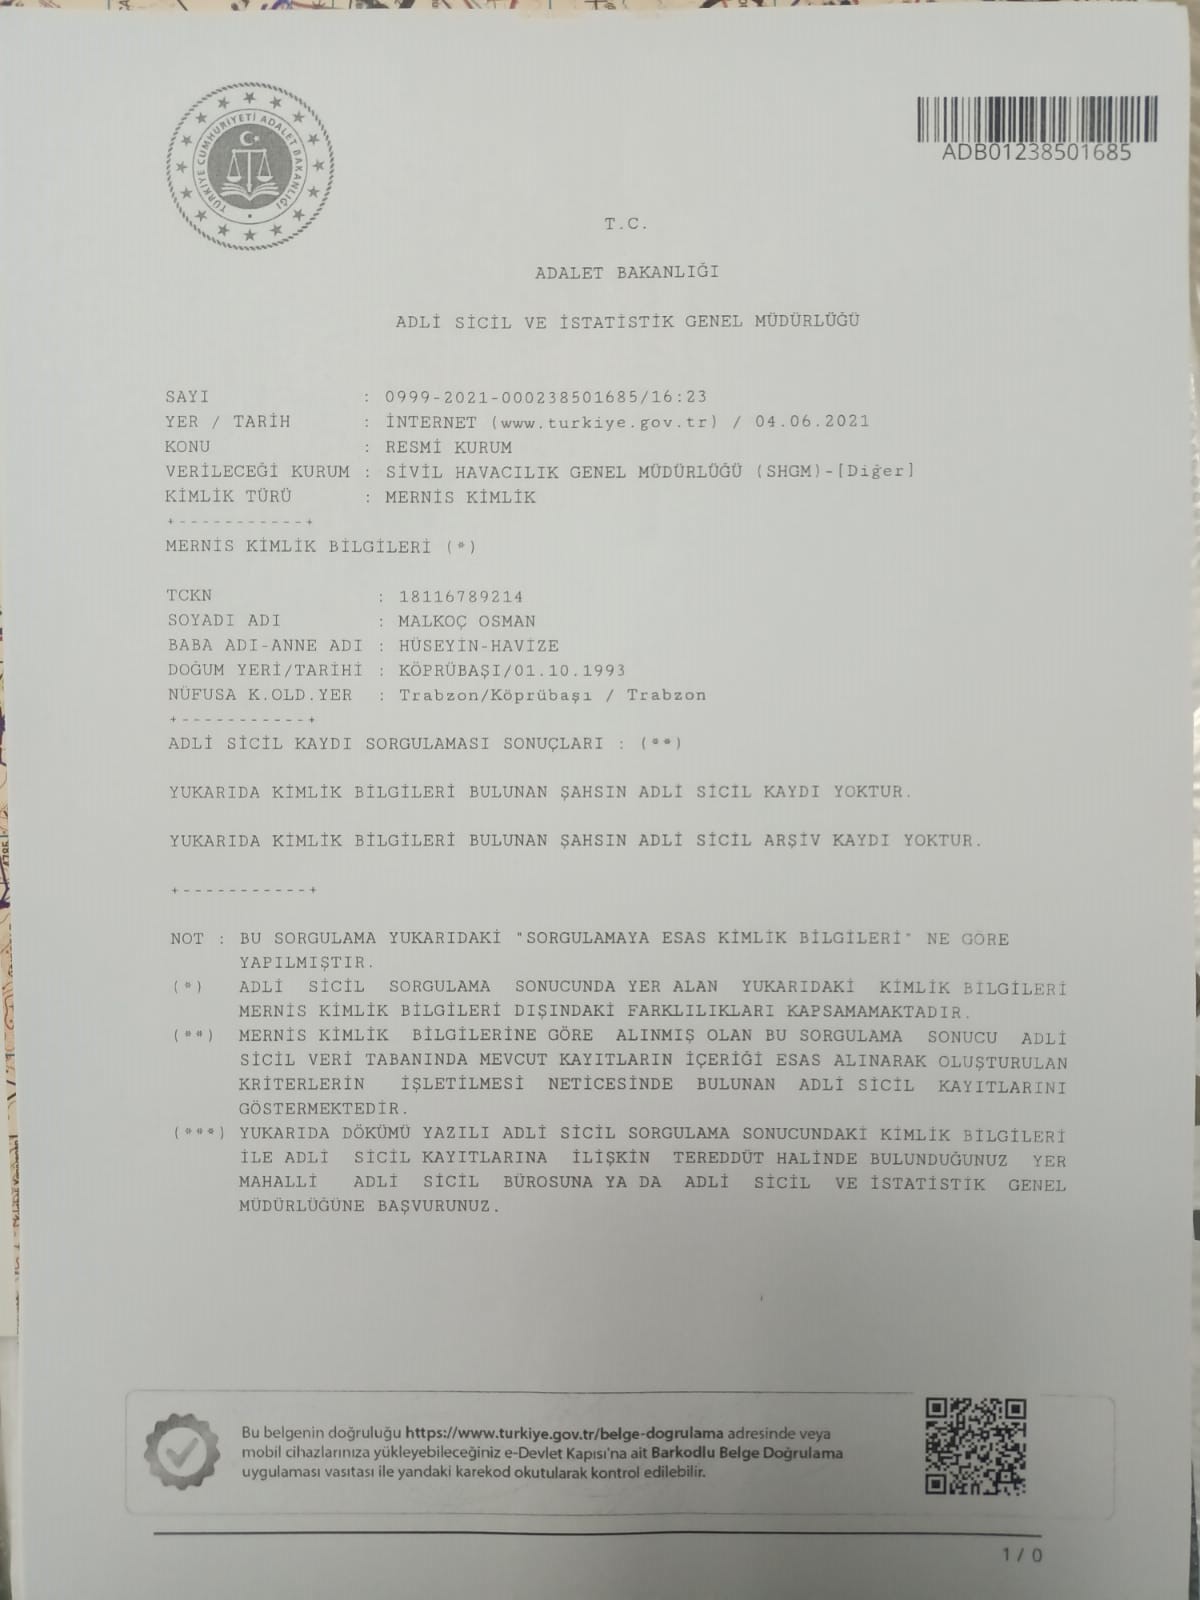 TÜRKİYE CUMHURİYETİ ADALET BAKANLIĞI
ADB01238501685
T.C.
ADALET BAKANLIĞI
ADLİ SİCİL VE İSTATİSTİK GENEL MÜDÜRLÜĞÜ
SAYI : 0999-2021-000238501685/16:23
YER / TARİH : İNTERNET (www.turkiye.gov.tr) / 04.06.2021
KONU : RESMİ KURUM
VERİLECEĞİ KURUM : SİVİL HAVACILIK GENEL MÜDÜRLÜĞÜ (SHGM)-[Diğer]
KİMLİK TÜRÜ : MERNİS KİMLİK
+-----------+
MERNİS KİMLİK BİLGİLERİ (*)
TCKN : 18116789214
SOYADI ADI : MALKOÇ OSMAN
BABA ADI-ANNE ADI : HÜSEYİN-HAVİZE
DOĞUM YERİ/TARİHİ : KÖPRÜBAŞI/01.10.1993
NÜFUSA K.OLD.YER : Trabzon/Köprübaşı / Trabzon
+-----------+
ADLİ SİCİL KAYDI SORGULAMASI SONUÇLARI : (**)
YUKARIDA KİMLİK BİLGİLERİ BULUNAN ŞAHSIN ADLİ SİCİL KAYDI YOKTUR.
YUKARIDA KİMLİK BİLGİLERİ BULUNAN ŞAHSIN ADLİ SİCİL ARŞİV KAYDI YOKTUR.
+-----------+
NOT : BU SORGULAMA YUKARIDAKİ "SORGULAMAYA ESAS KİMLİK BİLGİLERİ" NE GÖRE
YAPILMIŞTIR.
(*) ADLİ SİCİL SORGULAMA SONUCUNDA YER ALAN YUKARIDAKİ KİMLİK BİLGİLERİ
MERNİS KİMLİK BİLGİLERİ DIŞINDAKİ FARKLILIKLARI KAPSAMAMAKTADIR.
(**) MERNİS KİMLİK BİLGİLERİNE GÖRE ALINMIŞ OLAN BU SORGULAMA SONUCU ADLİ
SİCİL VERİ TABANINDA MEVCUT KAYITLARIN İÇERİĞİ ESAS ALINARAK OLUŞTURULAN
KRİTERLERİN İŞLETİLMESİ NETİCESİNDE BULUNAN ADLİ SİCİL KAYITLARINI
GÖSTERMEKTEDİR.
(***) YUKARIDA DÖKÜMÜ YAZILI ADLİ SİCİL SORGULAMA SONUCUNDAKİ KİMLİK BİLGİLERİ
İLE ADLİ SİCİL KAYITLARINA İLİŞKİN TEREDDÜT HALİNDE BULUNDUĞUNUZ YER
MAHALLİ ADLİ SİCİL BÜROSUNA YA DA ADLİ SİCİL VE İSTATİSTİK GENEL
MÜDÜRLÜĞÜNE BAŞVURUNUZ.
Bu belgenin doğruluğu https://www.turkiye.gov.tr/belge-dogrulama adresinde veya
mobil cihazlarınıza yükleyebileceğiniz e-Devlet Kapısı'na ait Barkodlu Belge Doğrulama
uygulaması vasıtası ile yandaki karekod okutularak kontrol edilebilir.
1 / 0